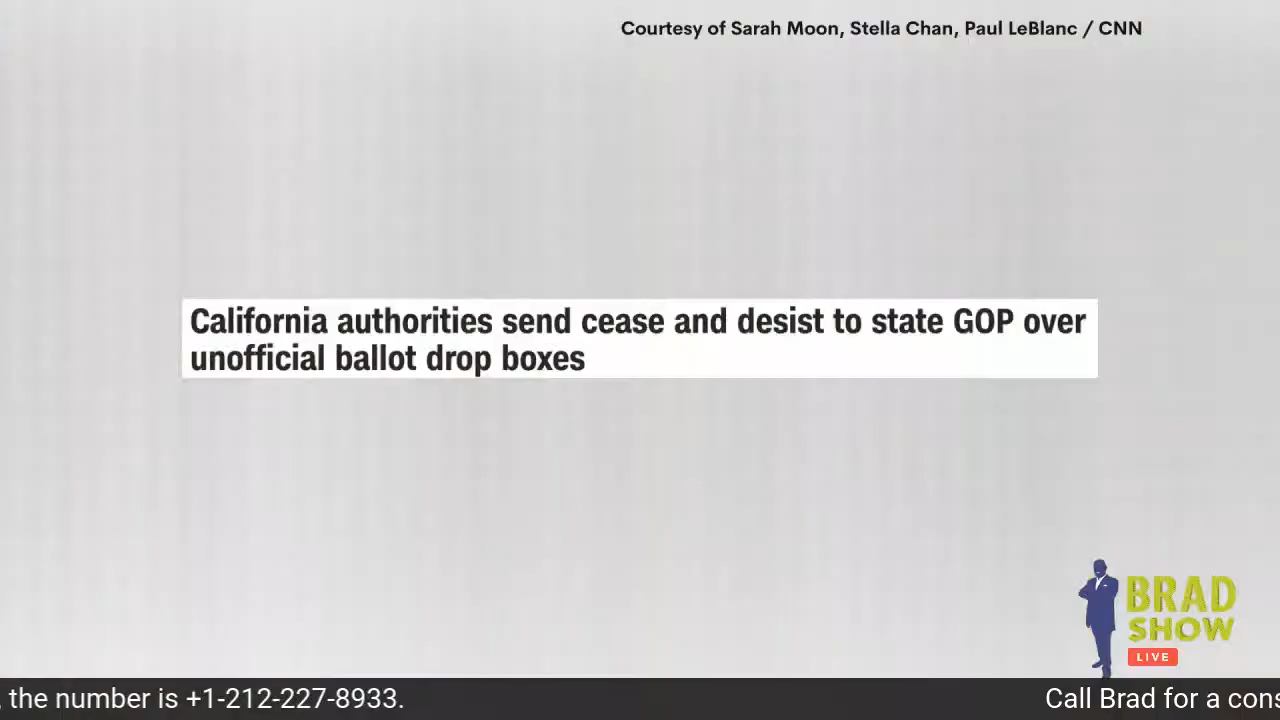 Courtesy of Sarah Moon, Stella Chan, Paul LeBlanc / CNN
California authorities send cease and desist to state GOP over
unofficial ballot drop boxes
BRAD
SHOW
LIVE
, the number is +1-212-227-8933. Call Brad for a cons